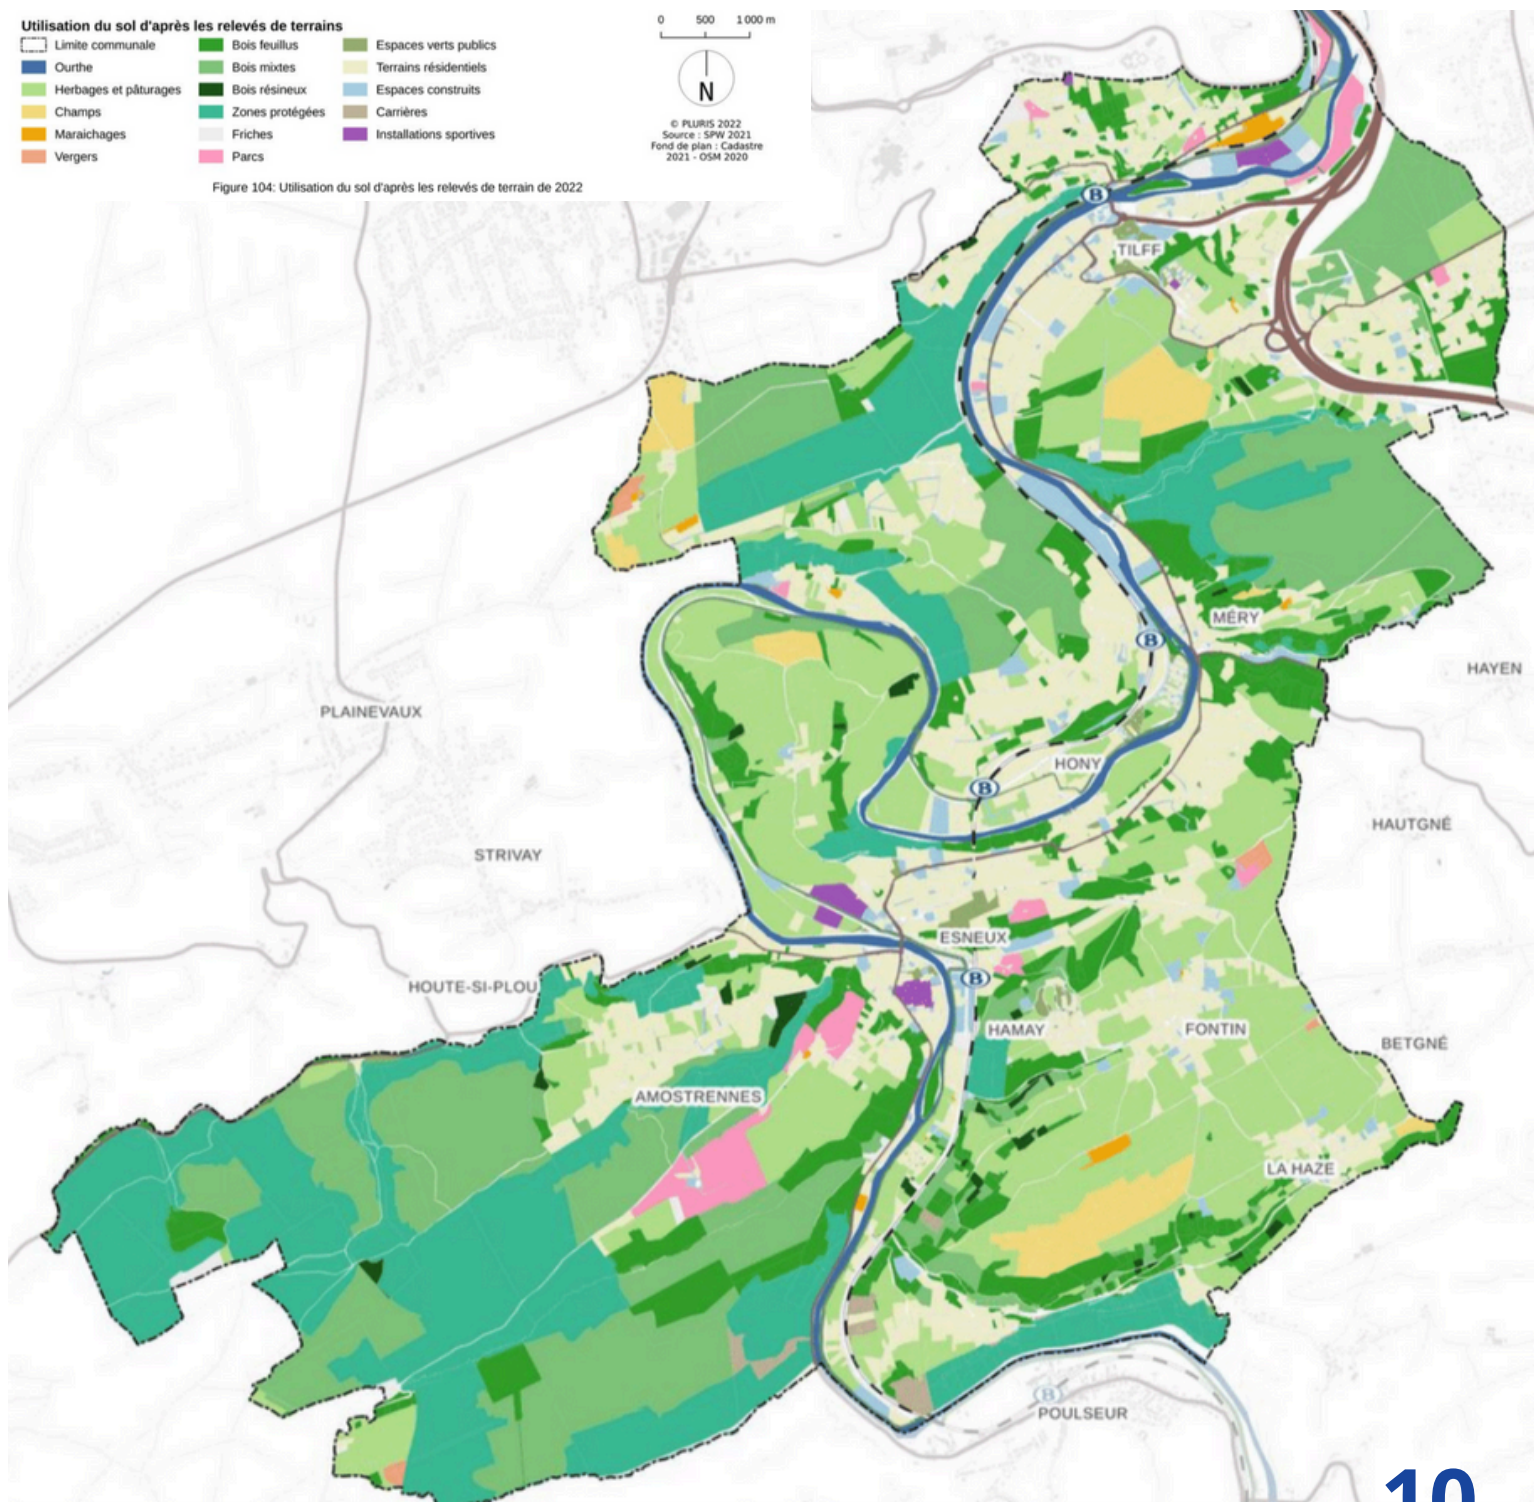 Utilisation du sol d'après les relevés de terrains
Limite communale
Ourthe
Herbages et pâturages
Champs
Maraichages
Vergers
Bois feuillus
Bois mixtes
Bois résineux
Zones protégées
Friches
Parcs
Espaces verts publics
Terrains résidentiels
Espaces construits
Carrières
Installations sportives
0 500 1 000 m
N
© PLURIS 2022
Source : SPW 2021
Fond de plan : Cadastre
2021 - OSM 2020
Figure 104: Utilisation du sol d'après les relevés de terrain de 2022
B
TILFF
MÉRY
B
HAYEN
PLAINEVAUX
HONY
B
HAUTGNÉ
STRIVAY
ESNEUX
B
HOUTE-SI-PLOU
HAMAY
FONTIN
BETGNÉ
AMOSTRENNES
LA HAZE
B
POULSEUR
10